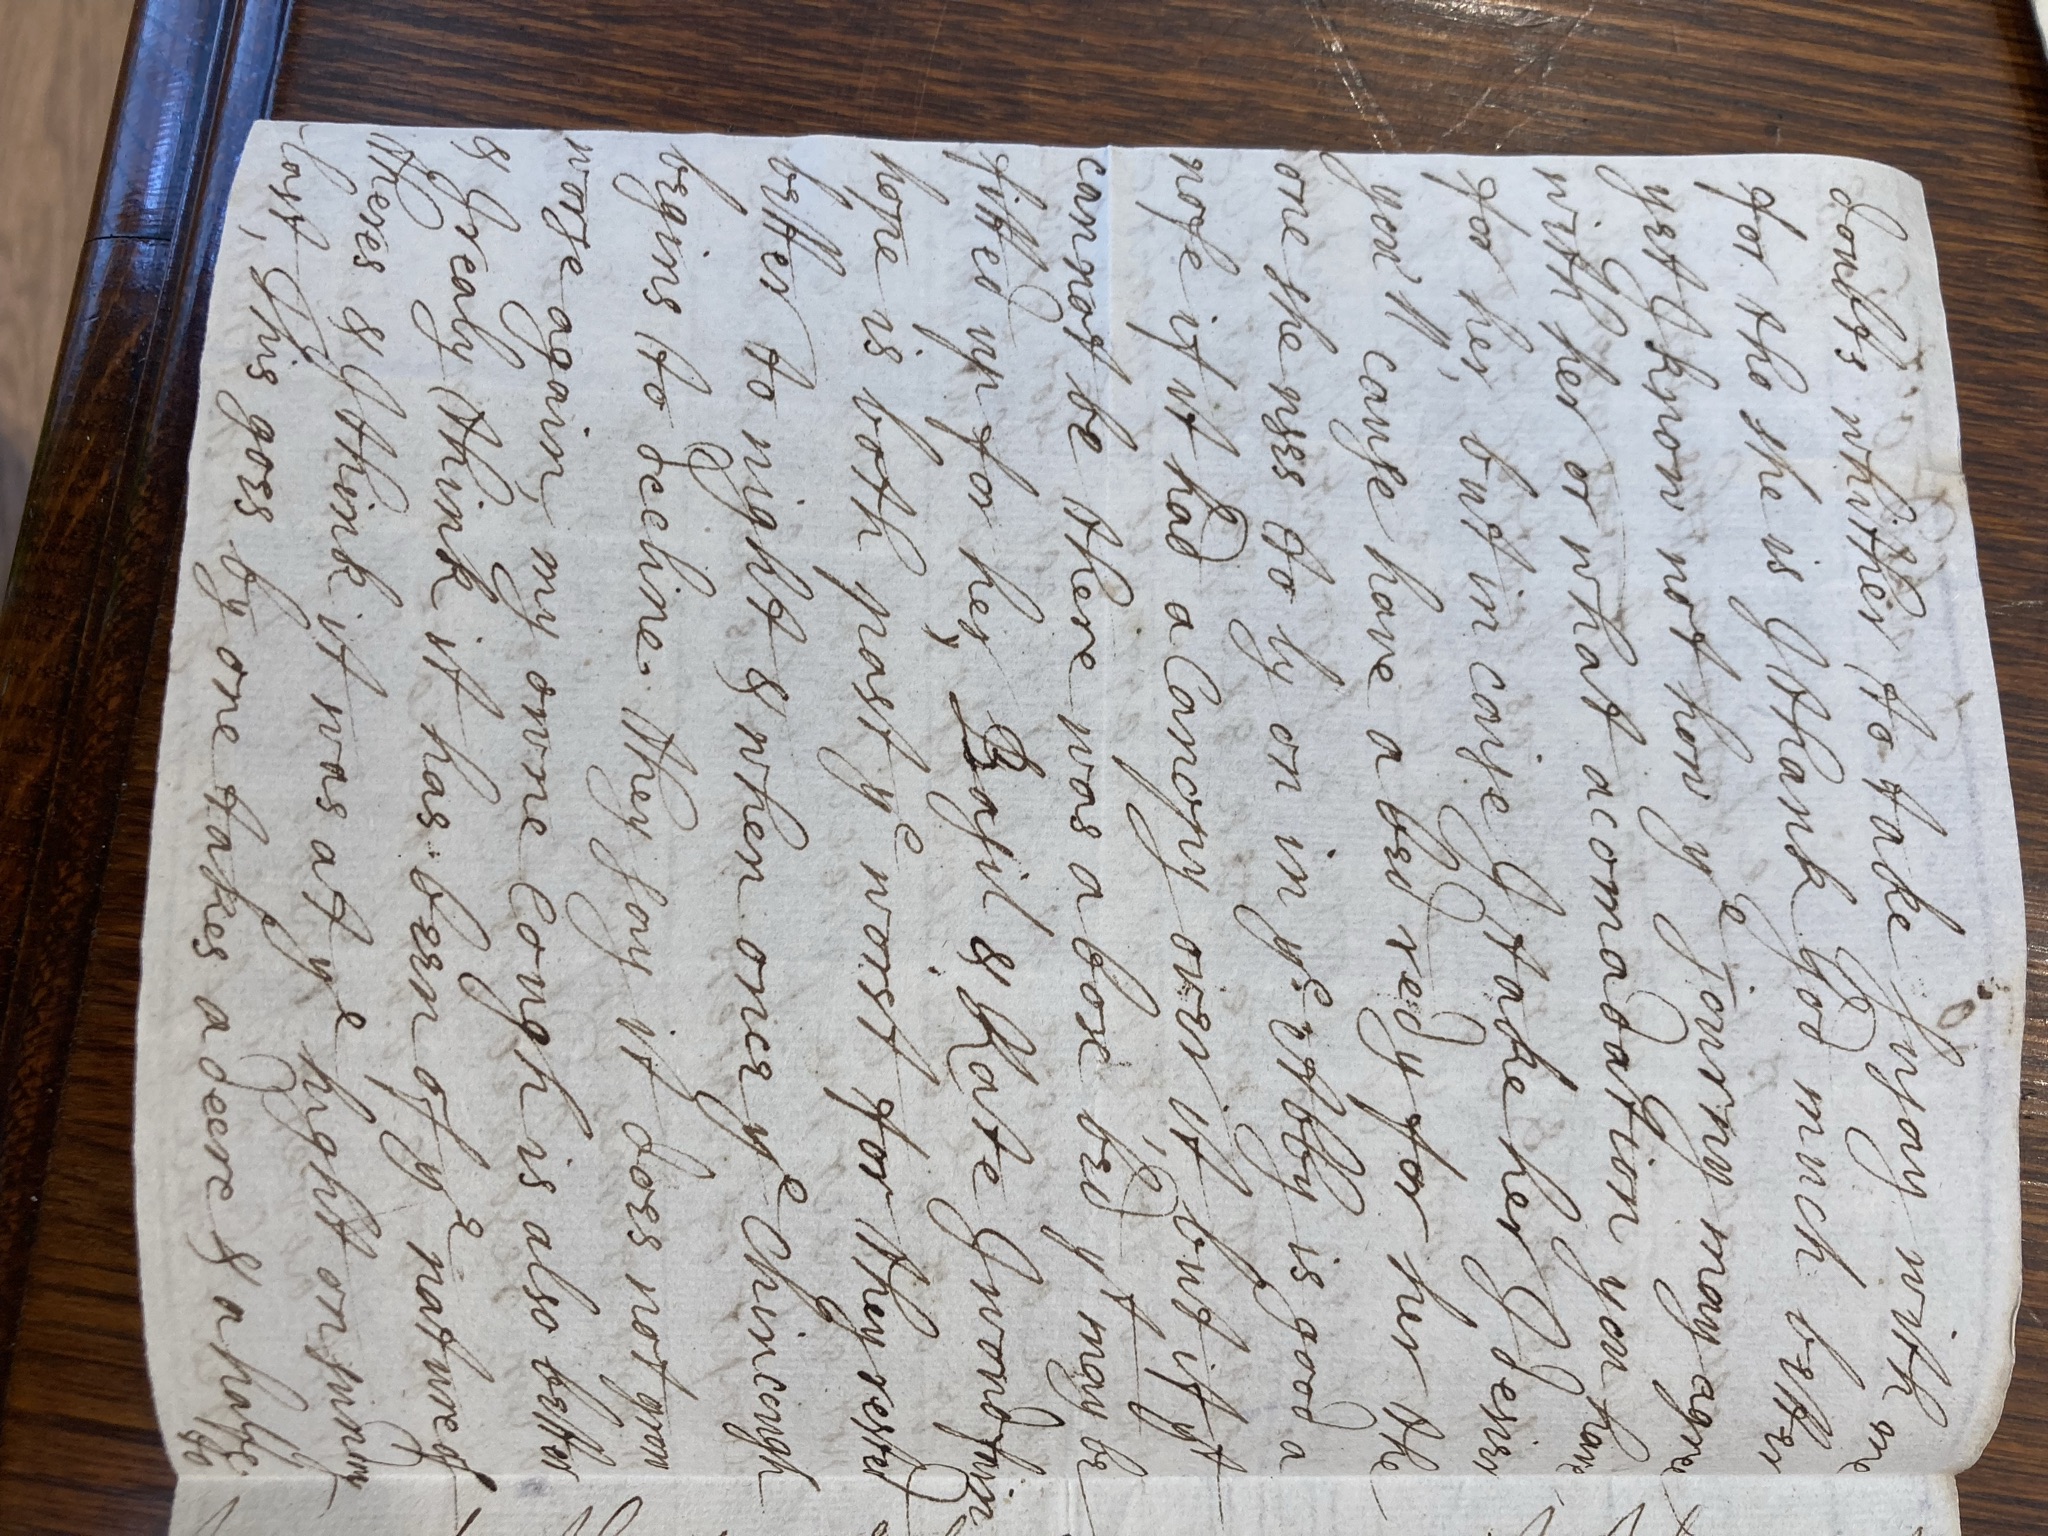 doubts whither to take susay with me
for tho she is I thank God much better
yet I know not how yᵉ journy may agree
with her or what acomadation you have
for her, but in caise I take her I desier
you'll cause have a bed redy for her the
one she uses to ly on in yᵉ Abby is good a
nofe if it had a Canopy over it, but if yᵗ
cannot be there was a box bed yᵗ may be
fitted up for her, Basil & Kate I woud fain
hope is both past yᵉ worst for they rested
better to night & when once yᵉ Chincough
begins to decline they say it does not grow
worse again, my owne Cough is also better
& I realy think it has been of yᵉ nature of
theres & I think it was at yᵉ hight on sunday
last, This goes by one takes a deere & a halfe
to